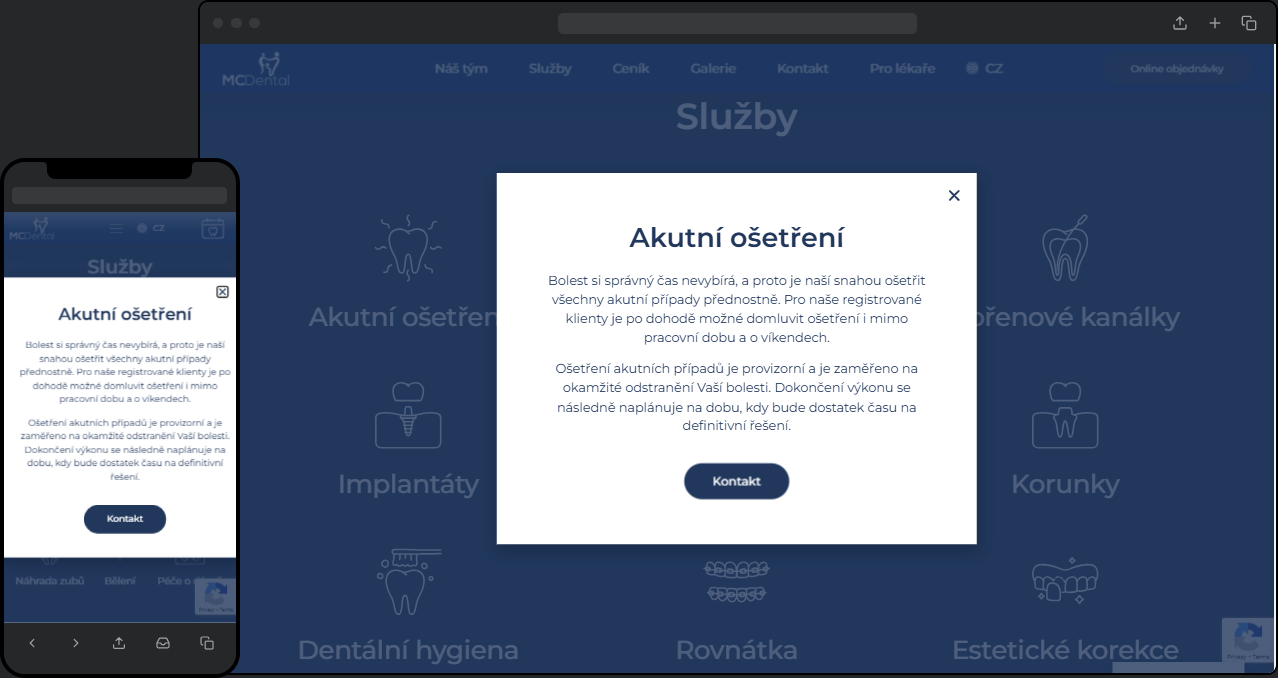 MCDental
Náš tým
Služby
Ceník
Galerie
Kontakt
Pro lékaře
CZ
Online objednávky
Služby
Akutní ošetřen
ořenové kanálky
Implantáty
Korunky
Dentální hygiena
Rovnátka
Estetické korekce
Akutní ošetření
Bolest si správný čas nevybírá, a proto je naší snahou ošetřit
všechny akutní případy přednostně. Pro naše registrované
klienty je po dohodě možné domluvit ošetření i mimo
pracovní dobu a o víkendech.
Ošetření akutních případů je provizorní a je zaměřeno na
okamžité odstranění Vaší bolesti. Dokončení výkonu se
následně naplánuje na dobu, kdy bude dostatek času na
definitivní řešení.
Kontakt
Privacy - Terms
MCDental
CZ
Služby
Akutní ošetření
Bolest si správný čas nevybírá, a proto je naší
snahou ošetřit všechny akutní případy
přednostně. Pro naše registrované klienty je po
dohodě možné domluvit ošetření i mimo
pracovní dobu a o víkendech.
Ošetření akutních případů je provizorní a je
zaměřeno na okamžité odstranění Vaší bolesti.
Dokončení výkonu se následně naplánuje na
dobu, kdy bude dostatek času na definitivní
řešení.
Kontakt
Náhrada zubů
Bělení
Péče o
Privacy - Terms